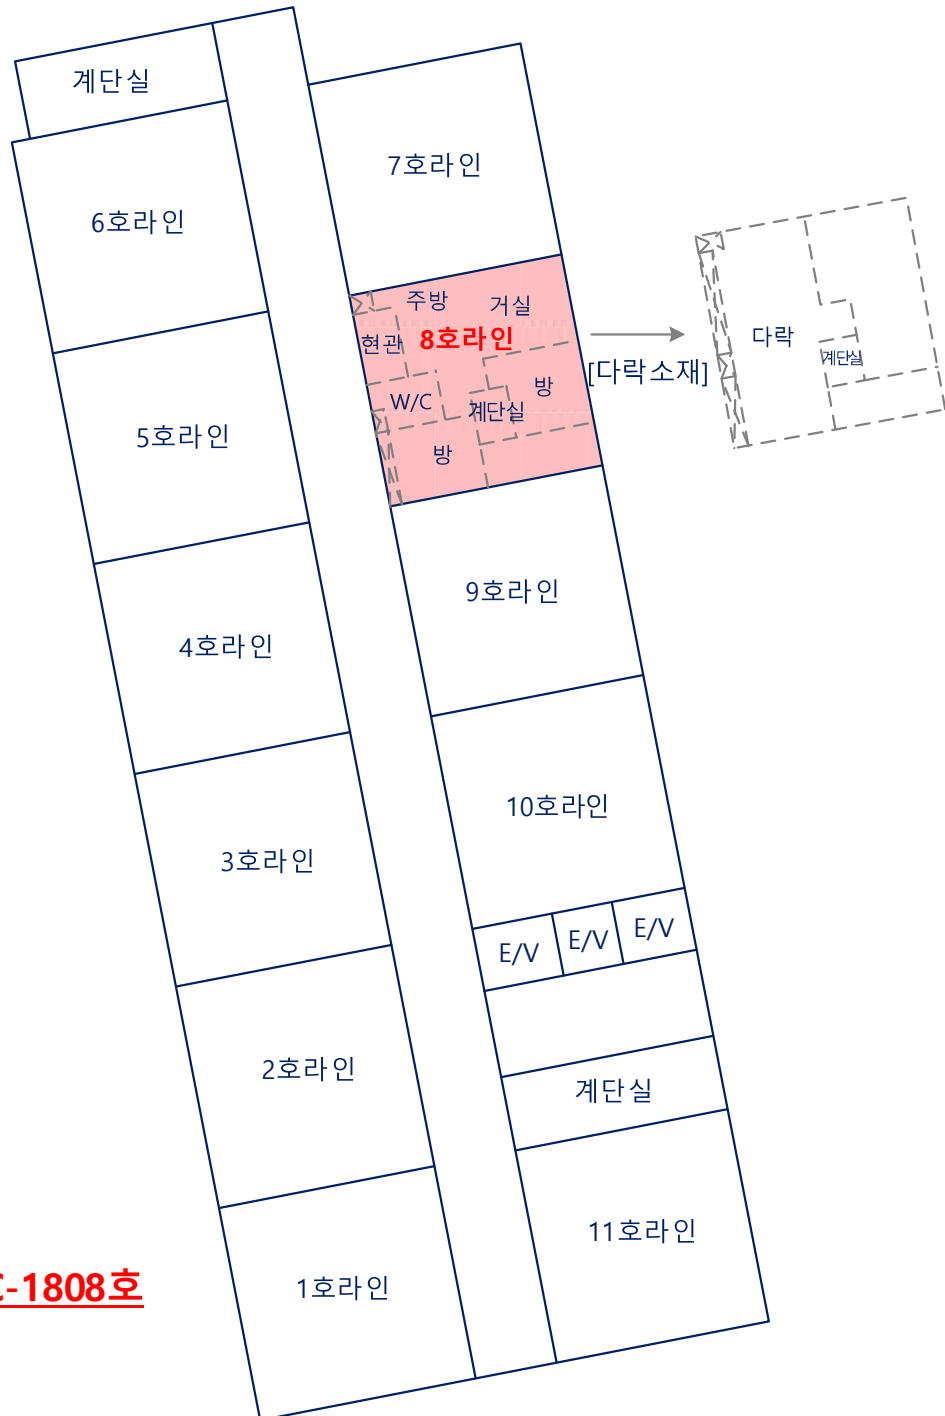 계단실
7호라인
6호라인
주방
거실
현관
8호라인
다락
계단실
[다락소재]
방
W/C
계단실
방
5호라인
9호라인
4호라인
10호라인
3호라인
E/V
E/V
E/V
2호라인
계단실
11호라인
1호라인
C-1808호